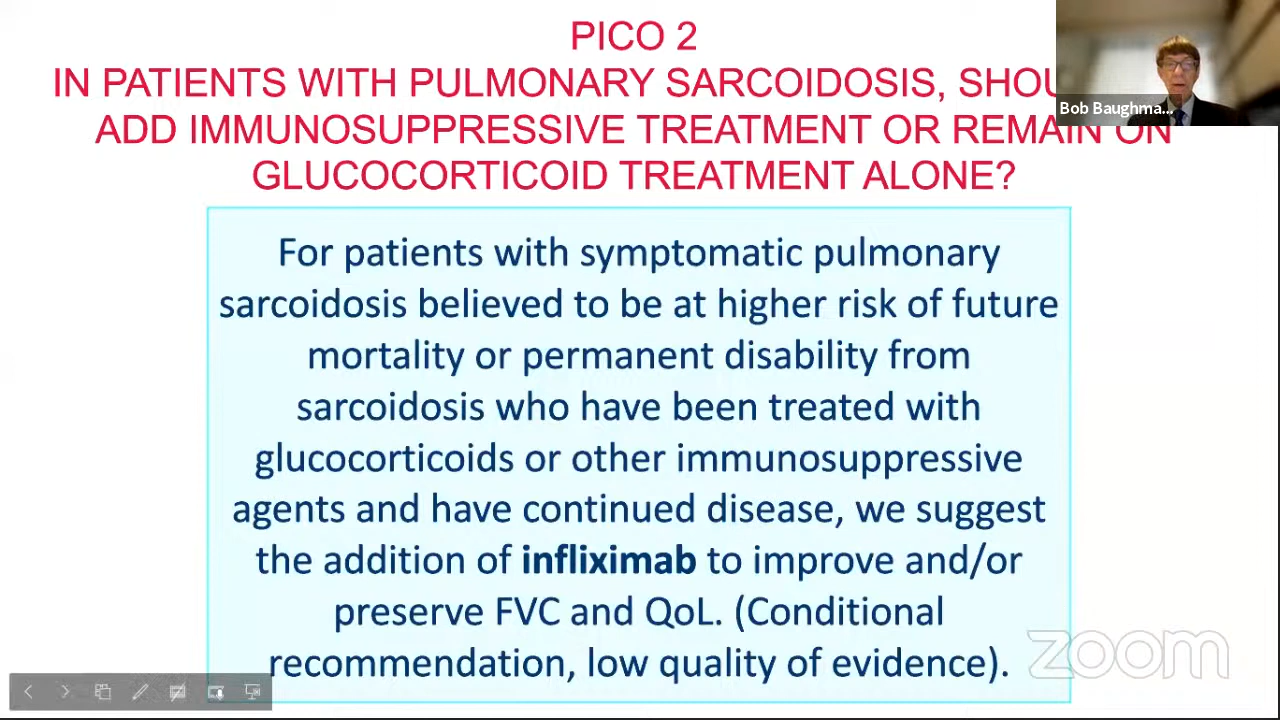 PICO 2
IN PATIENTS WITH PULMONARY SARCOIDOSIS, SHOU
ADD IMMUNOSUPPRESSIVE TREATMENT OR REMAIN ON
GLUCOCORTICOID TREATMENT ALONE?
Bob Baughma...
For patients with symptomatic pulmonary
sarcoidosis believed to be at higher risk of future
mortality or permanent disability from
sarcoidosis who have been treated with
glucocorticoids or other immunosuppressive
agents and have continued disease, we suggest
the addition of infliximab to improve and/or
preserve FVC and QoL. (Conditional
recommendation, low quality of evidence).
zoom